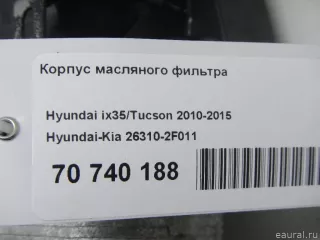 Корпус масляного фильтра
Hyundai ix35/Tucson 2010-2015
Hyundai-Kia 26310-2F011
70 740 188
eaural.ru